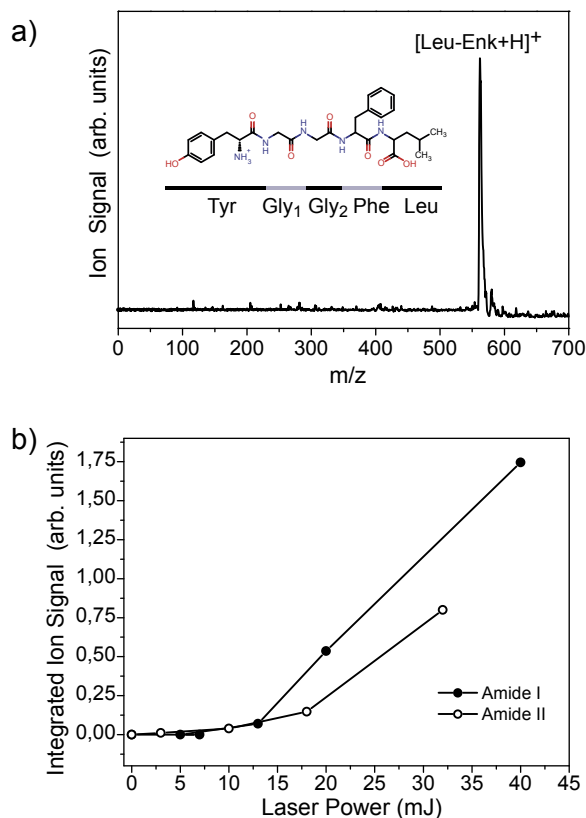 a)
[Leu-Enk+H]+
Ion Signal (arb. units)
O
H
N
O
HO
NH3
+
N
H
O
H
N
O
N
H
O
OH
CH3
CH3
Tyr Gly1 Gly2 Phe Leu
0 100 200 300 400 500 600 700
m/z
b)
Integrated Ion Signal (arb. units)
1,75
1,50
1,25
1,00
0,75
0,50
0,25
0,00
Amide I
Amide II
0 5 10 15 20 25 30 35 40 45
Laser Power (mJ)